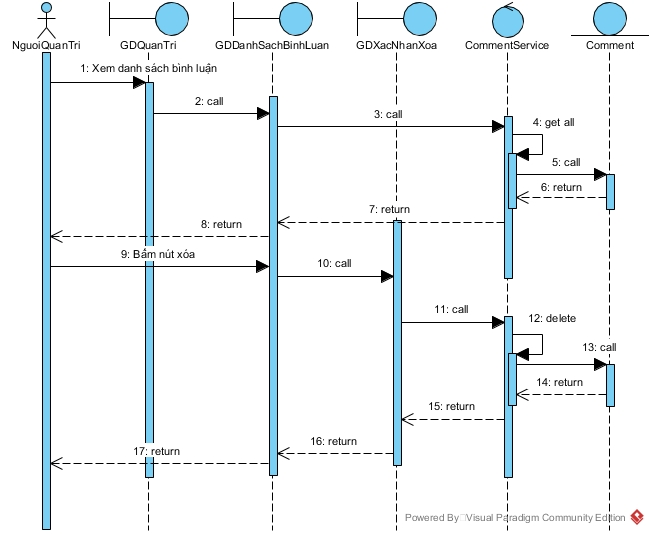 NguoiQuanTri
GDQuanTri
GDDanhSachBinhLuan
GDXacNhanXoa
CommentService
Comment
1: Xem danh sách bình luận
2: call
3: call
4: get all
5: call
6: return
7: return
8: return
9: Bấm nút xóa
10: call
11: call
12: delete
13: call
14: return
15: return
16: return
17: return
Powered By Visual Paradigm Community Edition